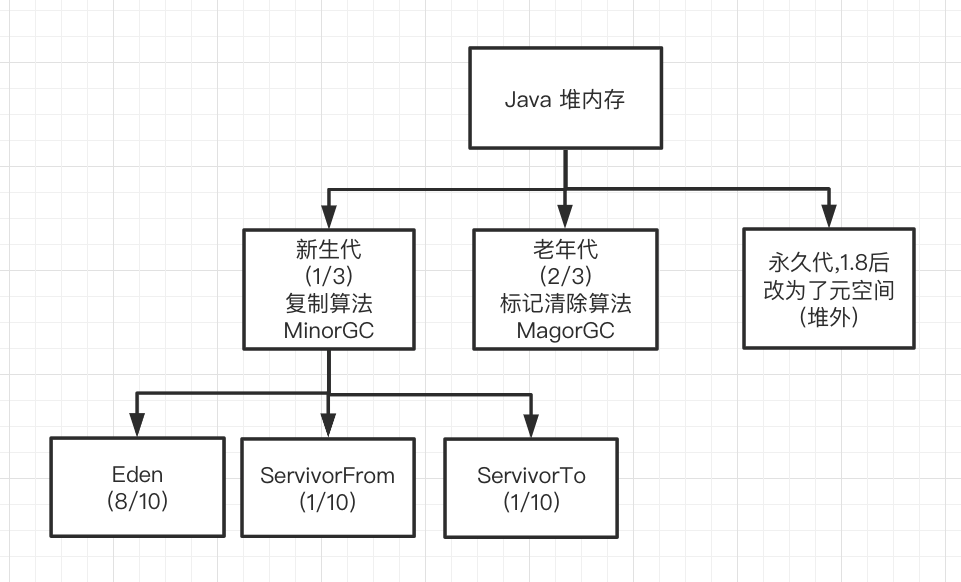 Java 堆内存
新生代
(1/3)
复制算法
MinorGC
老年代
(2/3)
标记清除算法
MagorGC
永久代,1.8后
改为了元空间
(堆外)
Eden
(8/10)
ServivorFrom
(1/10)
ServivorTo
(1/10)